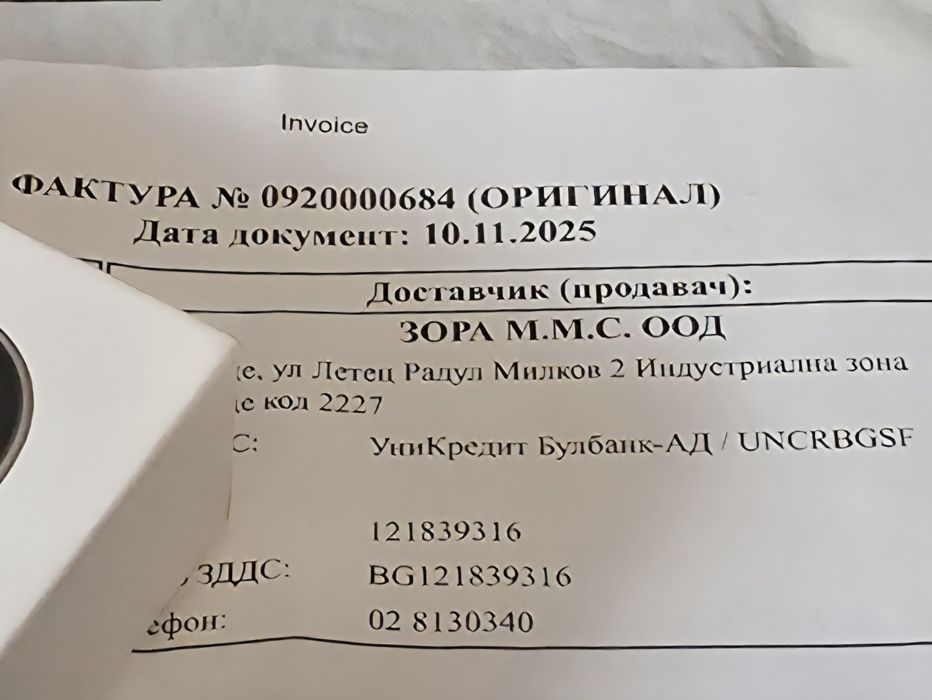 Invoice
ФАКТУРА № 0920000684 (ОРИГИНАЛ)
Дата документ: 10.11.2025
Доставчик (продавач):
ЗОРА М.М.С. ООД
ул Летец Радул Милков 2 Индустриална зона
код 2227
С: УниКредит Булбанк-АД / UNCRBGSF
121839316
ЗДДС: BG121839316
ефон: 02 8130340